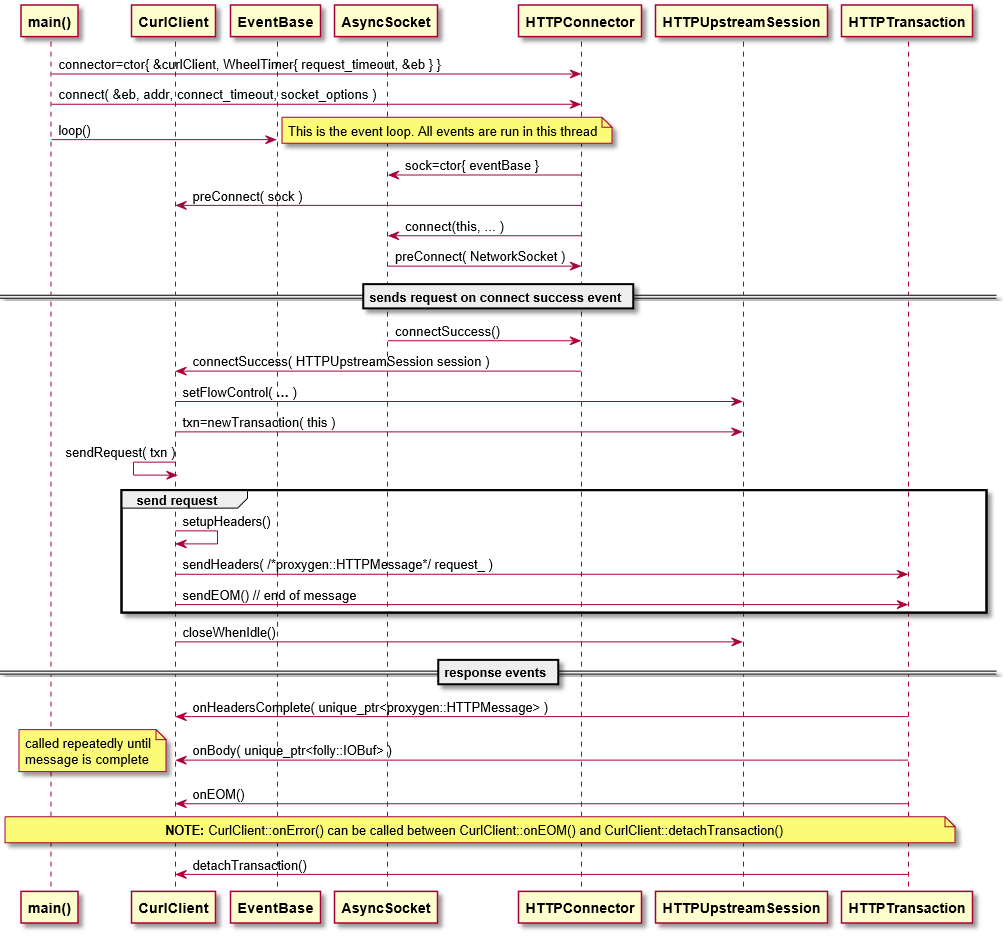 main() CurlClient EventBase AsyncSocket HTTPConnector HTTPUpstreamSession HTTPTransaction
connector=ctor{ &curlClient, WheelTimer{ request_timeout, &eb } }
connect( &eb, addr, connect_timeout, socket_options )
loop()
This is the event loop. All events are run in this thread
sock=ctor{ eventBase }
preConnect( sock )
connect(this, ... )
preConnect( NetworkSocket )
sends request on connect success event
connectSuccess()
connectSuccess( HTTPUpstreamSession session )
setFlowControl( ... )
txn=newTransaction( this )
sendRequest( txn )
send request
setupHeaders()
sendHeaders( /*proxygen::HTTPMessage*/ request_ )
sendEOM() // end of message
closeWhenIdle()
response events
onHeadersComplete( unique_ptr<proxygen::HTTPMessage> )
called repeatedly until
message is complete
onBody( unique_ptr<folly::IOBuf> )
onEOM()
NOTE: CurlClient::onError() can be called between CurlClient::onEOM() and CurlClient::detachTransaction()
detachTransaction()
main() CurlClient EventBase AsyncSocket HTTPConnector HTTPUpstreamSession HTTPTransaction